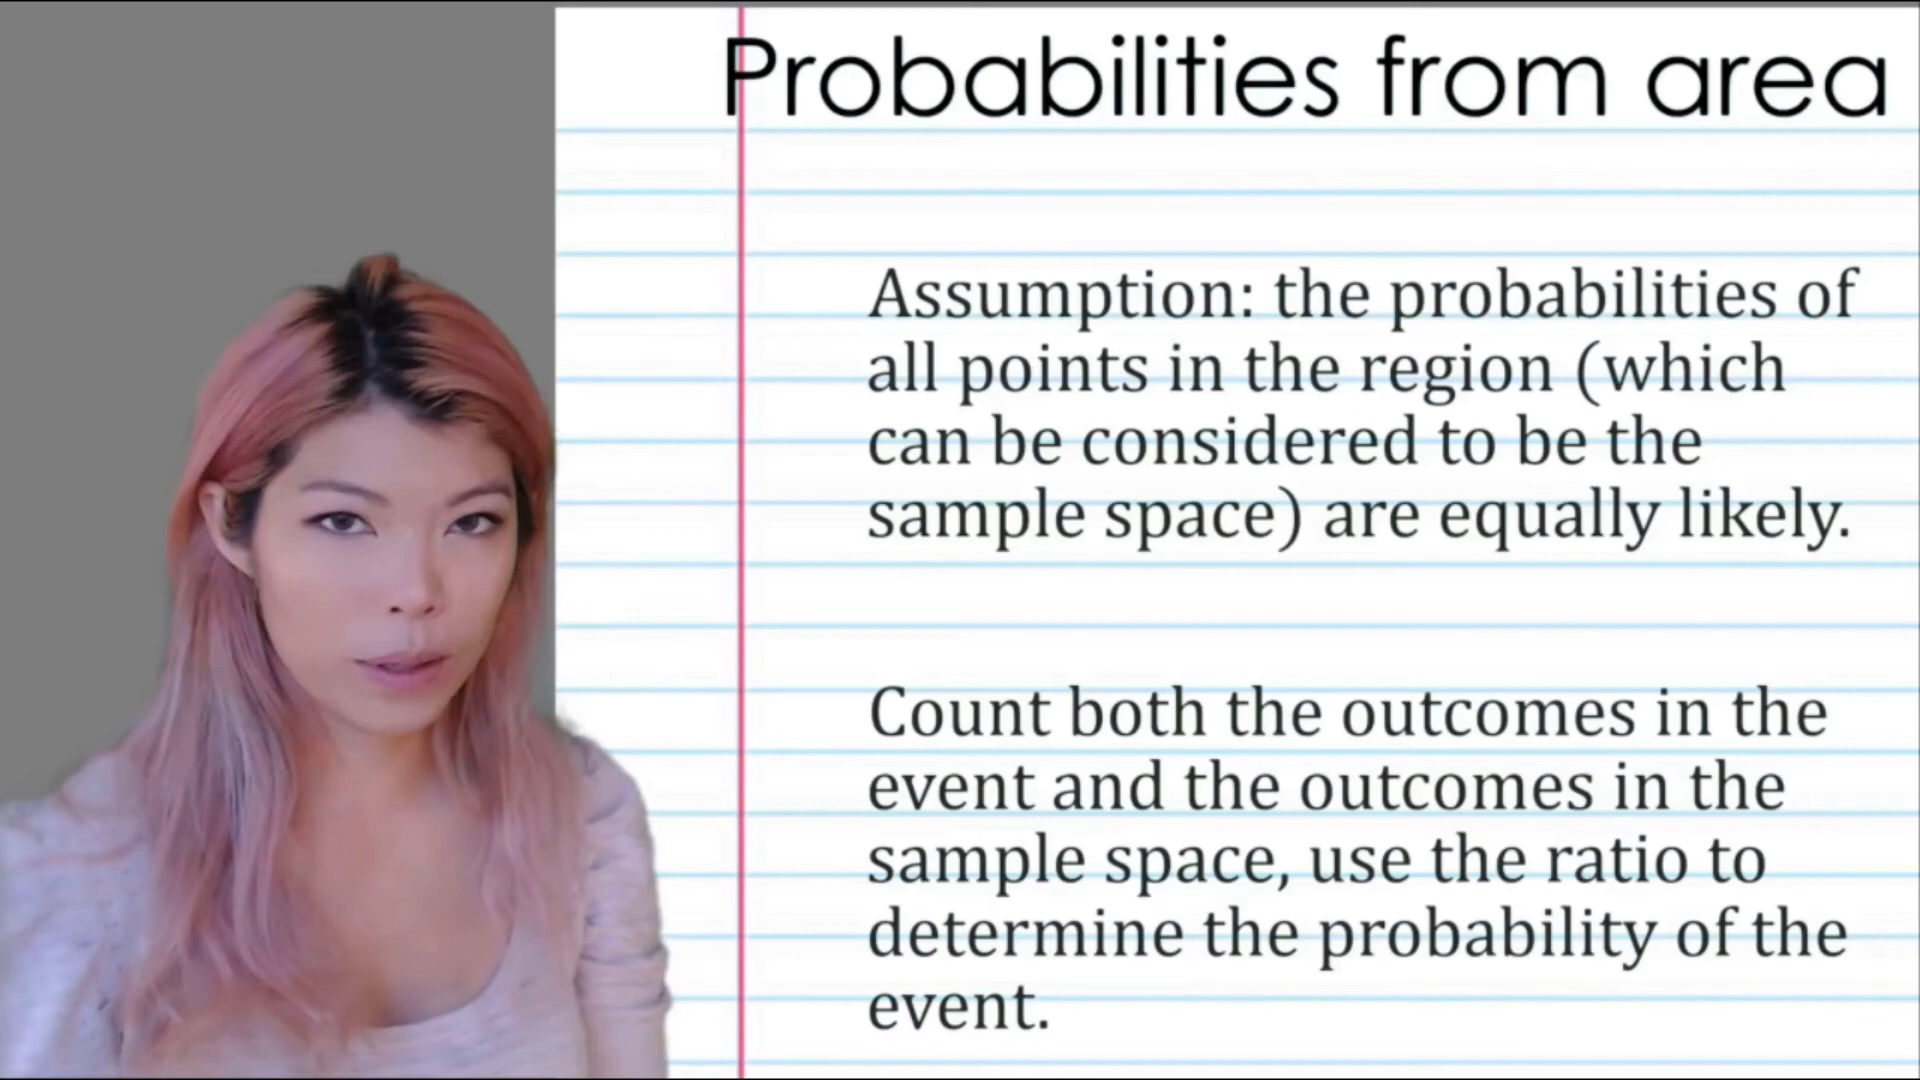 Probabilities from area
Assumption: the probabilities of
all points in the region (which
can be considered to be the
sample space) are equally likely.
Count both the outcomes in the
event and the outcomes in the
sample space, use the ratio to
determine the probability of the
event.